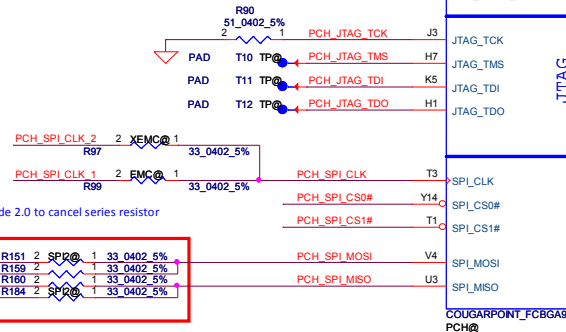 R90
51_0402_5%
2 1 PCH_JTAG_TCK J3 JTAG_TCK
PAD T10 TP@ PCH_JTAG_TMS H7 JTAG_TMS
PAD T11 TP@ PCH_JTAG_TDI K5 JTAG_TDI
PAD T12 TP@ PCH_JTAG_TDO H1 JTAG_TDO
JTAG
PCH_SPI_CLK_2 2 XEMC@ 1
R97 33_0402_5%
PCH_SPI_CLK_1 2 EMC@ 1 PCH_SPI_CLK T3 SPI_CLK
R99 33_0402_5%
PCH_SPI_CS0# Y14 SPI_CS0#
de 2.0 to cancel series resistor
PCH_SPI_CS1# T1 SPI_CS1#
R151 2 SPI2@ 1 33_0402_5% PCH_SPI_MOSI V4 SPI_MOSI
R159 2 1 33_0402_5%
R160 2 1 33_0402_5% PCH_SPI_MISO U3 SPI_MISO
R184 2 SPI2@ 1 33_0402_5%
COUGARPOINT_FCBGA9
PCH@